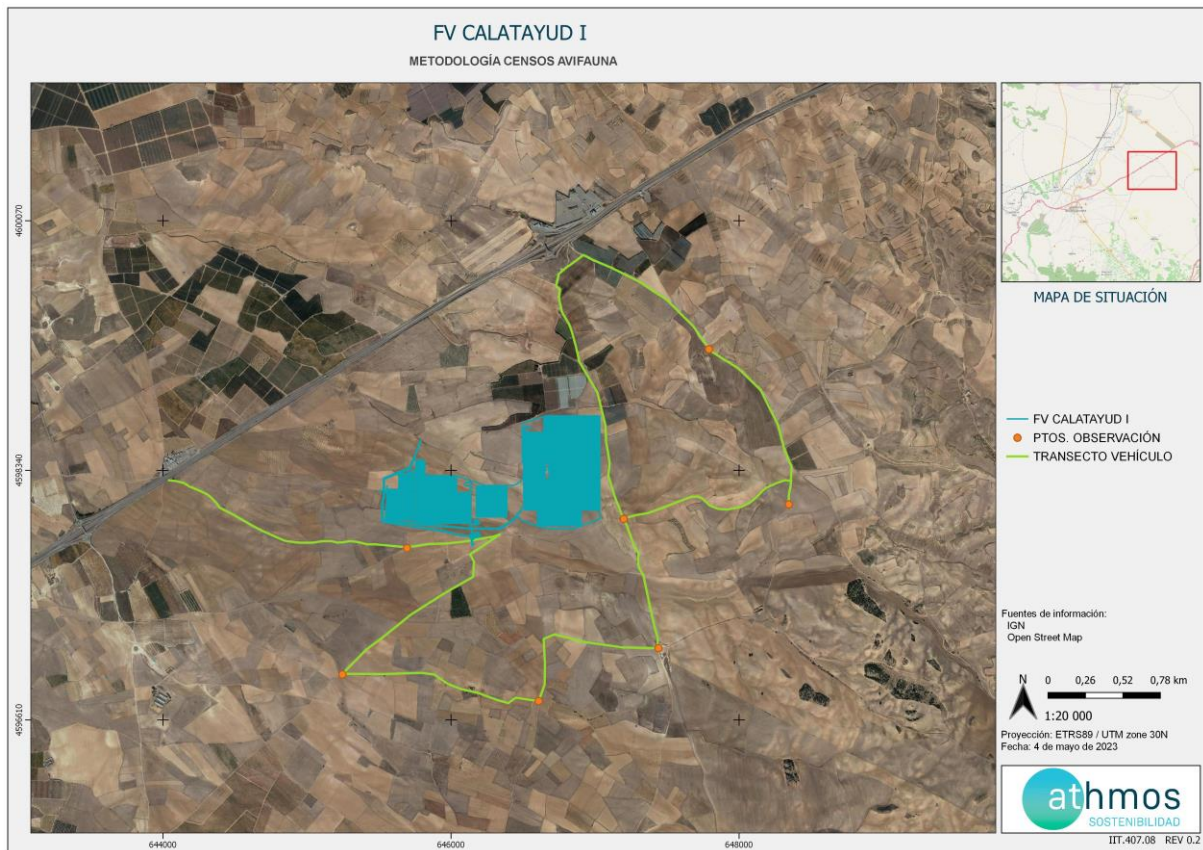 FV CALATAYUD I
METODOLOGÍA CENSOS AVIFAUNA
4600070
4598340
4596610
644000
646000
648000
MAPA DE SITUACIÓN
FV CALATAYUD I
PTOS. OBSERVACIÓN
TRANSECTO VEHÍCULO
Fuentes de información:
IGN
Open Street Map
N
0 0,26 0,52 0,78 km
1:20 000
Proyección: ETRS89 / UTM zone 30N
Fecha: 4 de mayo de 2023
athmos
SOSTENIBILIDAD
IIT.407.08 REV 0.2